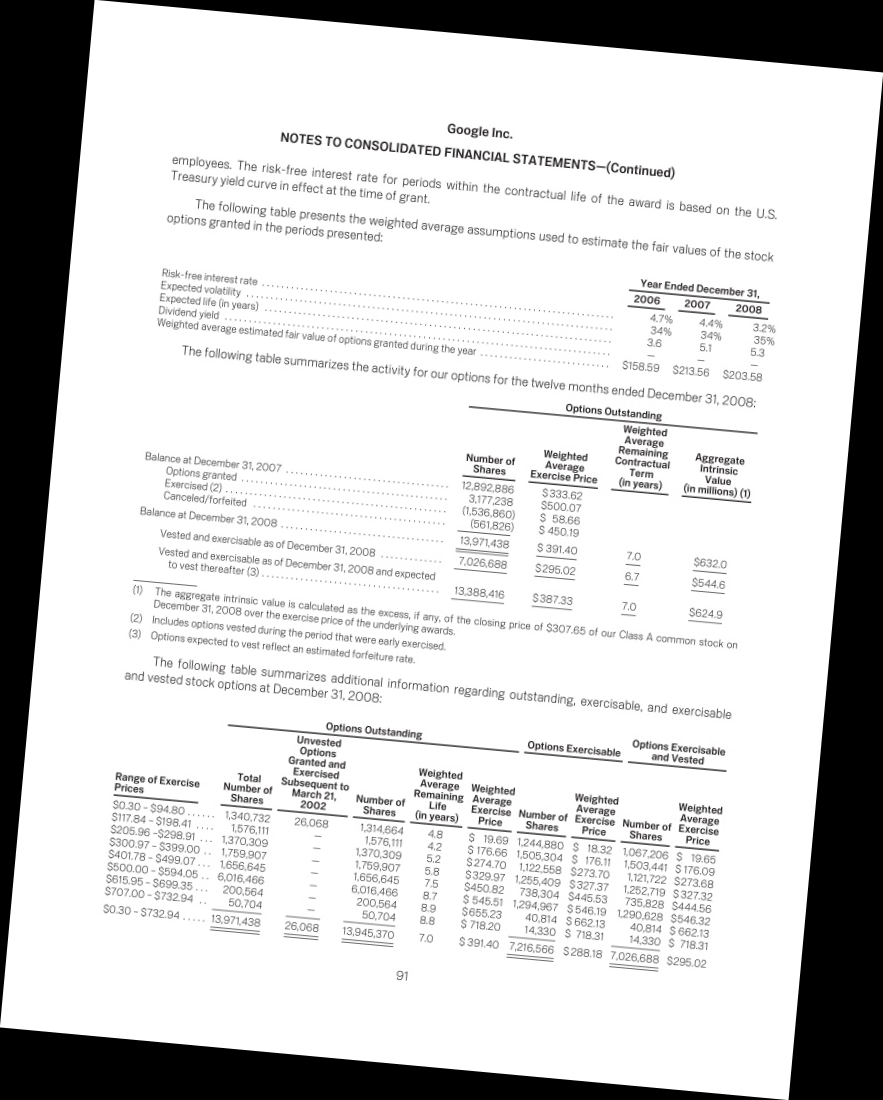 Google Inc.
NOTES TO CONSOLIDATED FINANCIAL STATEMENTS—(Continued)
employees. The risk-free interest rate for periods within the contractual life of the award is based on the U.S.
Treasury yield curve in effect at the time of grant.
The following table presents the weighted average assumptions used to estimate the fair values of the stock
options granted in the periods presented:
Year Ended December 31,
2006 2007 2008
Risk-free interest rate 4.7% 4.4% 3.2%
Expected volatility 34% 34% 35%
Expected life (in years) 3.6 5.1 5.3
Dividend yield — — —
Weighted average estimated fair value of options granted during the year $158.59 $213.56 $203.58
The following table summarizes the activity for our options for the twelve months ended December 31, 2008:
Options Outstanding
Number of Shares Weighted Average Exercise Price Weighted Average Remaining Contractual Term (in years) Aggregate Intrinsic Value (in millions) (1)
Balance at December 31, 2007 12,892,886 $333.62
Options granted 3,177,238 $500.07
Exercised (2) (1,536,860) $ 58.66
Canceled/forfeited (561,826) $ 450.19
Balance at December 31, 2008 13,971,438 $ 391.40 7.0 $632.0
Vested and exercisable as of December 31, 2008 7,026,688 $295.02 6.7 $544.6
Vested and exercisable as of December 31, 2008 and expected
to vest thereafter (3) 13,388,416 $387.33 7.0 $624.9
(1) The aggregate intrinsic value is calculated as the excess, if any, of the closing price of $307.65 of our Class A common stock on
December 31, 2008 over the exercise price of the underlying awards.
(2) Includes options vested during the period that were early exercised.
(3) Options expected to vest reflect an estimated forfeiture rate.
The following table summarizes additional information regarding outstanding, exercisable, and exercisable
and vested stock options at December 31, 2008:
Options Outstanding Options Exercisable Options Exercisable and Vested
Range of Exercise Prices Total Number of Shares Unvested Options Granted and Exercised Subsequent to March 21, 2002 Number of Shares Weighted Average Remaining Life (in years) Weighted Average Exercise Price Number of Shares Weighted Average Exercise Price Number of Shares Weighted Average Exercise Price
$0.30 - $94.80 1,340,732 26,068 1,314,664 4.8 $ 19.69 1,244,880 $ 18.32 1,067,206 $ 19.65
$117.84 - $198.41 1,576,111 — 1,576,111 4.2 $ 176.66 1,505,304 $ 176.11 1,503,441 $ 176.09
$205.96 -$298.91 1,370,309 — 1,370,309 5.2 $274.70 1,122,558 $273.70 1,121,722 $273.68
$300.97 - $399.00 1,759,907 — 1,759,907 5.8 $329.97 1,255,409 $327.37 1,252,719 $327.32
$401.78 - $499.07 1,656,645 — 1,656,645 7.5 $450.82 738,304 $445.53 735,828 $444.56
$500.00 - $594.05 6,016,466 — 6,016,466 8.7 $ 545.51 1,294,967 $ 546.19 1,290,628 $546.32
$615.95 - $699.35 200,564 — 200,564 8.9 $655.23 40,814 $ 662.13 40,814 $ 662.13
$707.00 - $732.94 50,704 — 50,704 8.8 $ 718.20 14,330 $ 718.31 14,330 $ 718.31
$0.30 - $732.94 13,971,438 26,068 13,945,370 7.0 $ 391.40 7,216,566 $288.18 7,026,688 $295.02
91